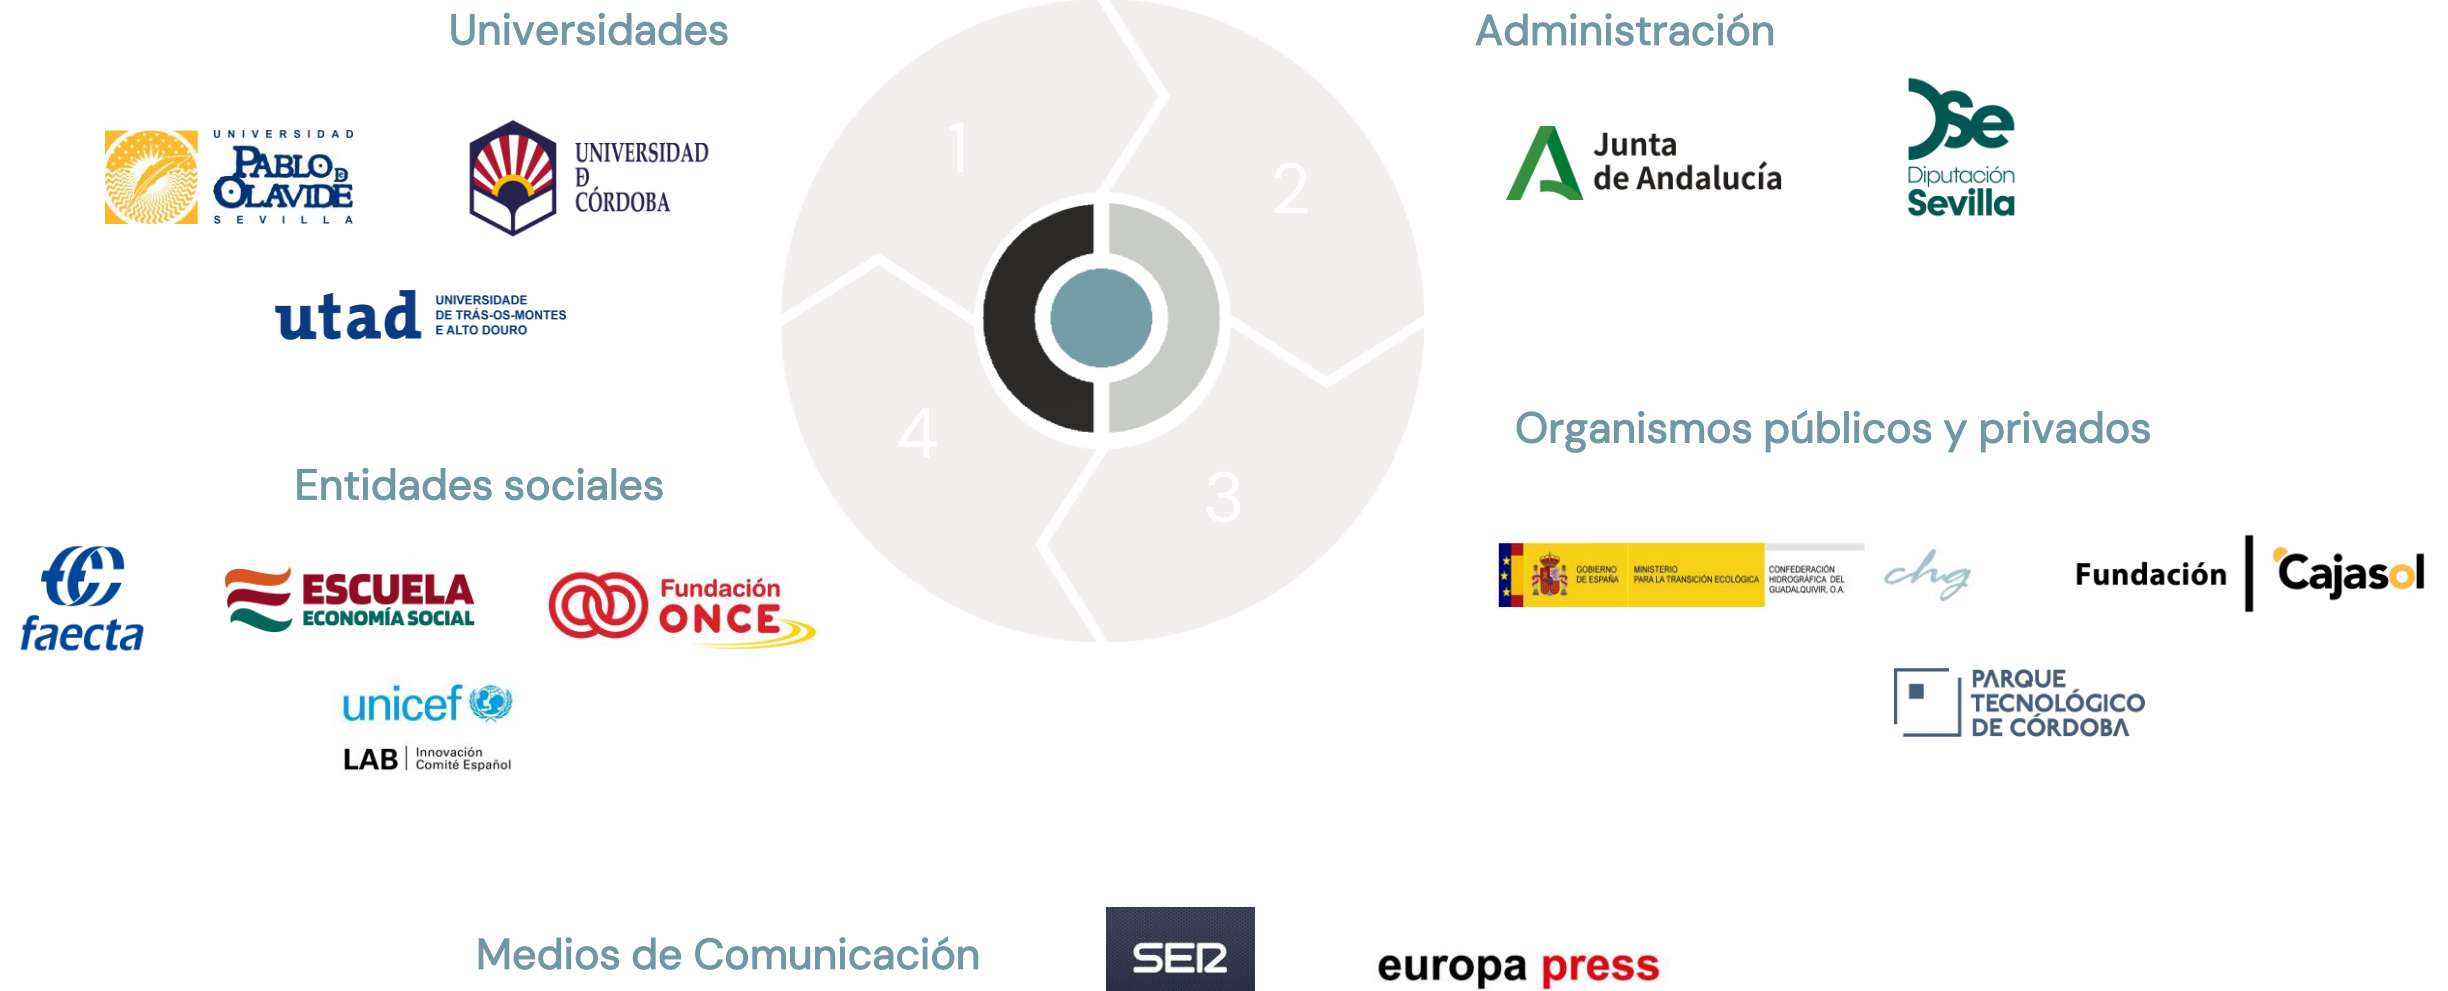 Universidades
UNIVERSIDAD
PABLO DE
OLAVIDE
SEVILLA
UNIVERSIDAD
Ð
CÓRDOBA
utad
UNIVERSIDADE
DE TRÁS-OS-MONTES
E ALTO DOURO
1
2
3
4
Administración
Junta
de Andalucía
DSe
Diputación
Sevilla
Entidades sociales
faecta
ESCUELA
ECONOMÍA SOCIAL
Fundación
ONCE
unicef
LAB
Innovación
Comité Español
Organismos públicos y privados
GOBIERNO
DE ESPAÑA
MINISTERIO
PARA LA TRANSICIÓN ECOLÓGICA
CONFEDERACIÓN
HIDROGRÁFICA DEL
GUADALQUIVIR, O.A.
chg
Fundación
Cajasol
PARQUE
TECNOLÓGICO
DE CÓRDOBA
Medios de Comunicación
SER
europa press